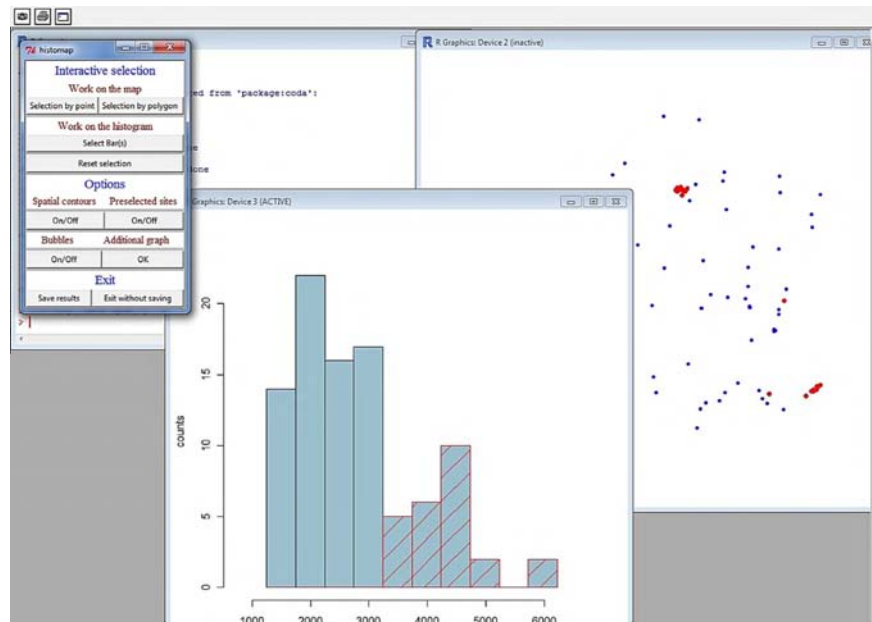 histomap
Interactive selection
Work on the map
Selection by point Selection by polygon
Work on the histogram
Select Bar(s)
Reset selection
Options
Spatial contours Preselected sites
On/Off On/Off
Bubbles Additional graph
On/Off OK
Exit
Save results Exit without saving
from 'package:coda':
>
R Graphics: Device 2 (inactive)
Graphics: Device 3 (ACTIVE)
counts
0 5 10 15 20
1000 2000 3000 4000 5000 6000